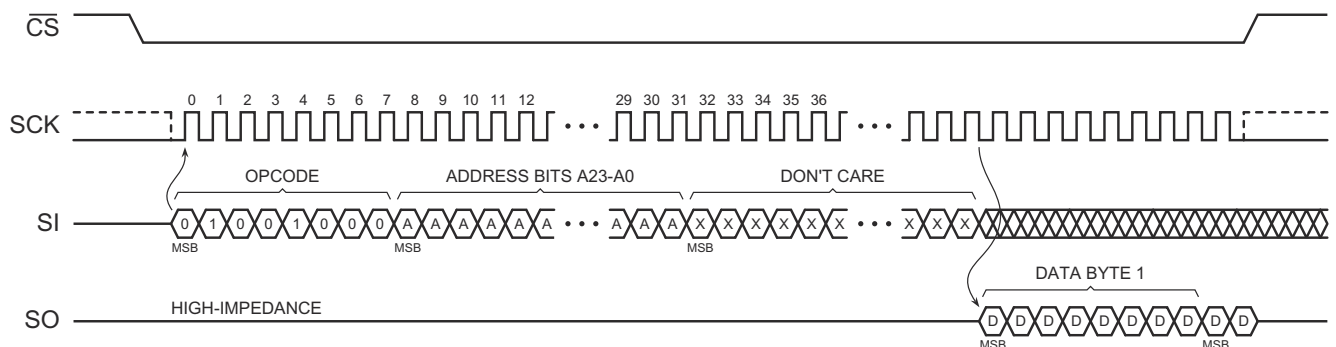 CS
SCK
0 1 2 3 4 5 6 7 8 9 10 11 12 29 30 31 32 33 34 35 36
OPCODE ADDRESS BITS A23-A0 DON'T CARE
SI
0 1 0 0 1 0 0 0 A A A A A A A A A X X X X X X X X X
MSB MSB MSB
DATA BYTE 1
HIGH-IMPEDANCE
SO
D D D D D D D D D D
MSB MSB